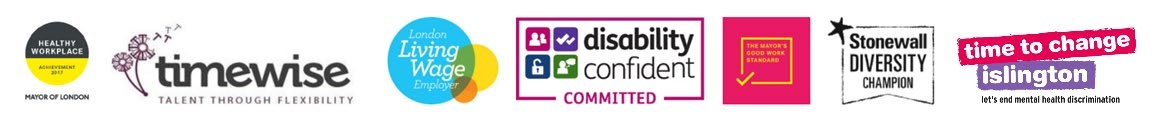 HEALTHY
WORKPLACE
ACHIEVEMENT
2017
MAYOR OF LONDON
timewise
TALENT THROUGH FLEXIBILITY
London
Living
Wage
Employer
disability
confident
COMMITTED
THE MAYOR'S
GOOD WORK
STANDARD
Stonewall
DIVERSITY
CHAMPION
time to change
islington
let's end mental health discrimination